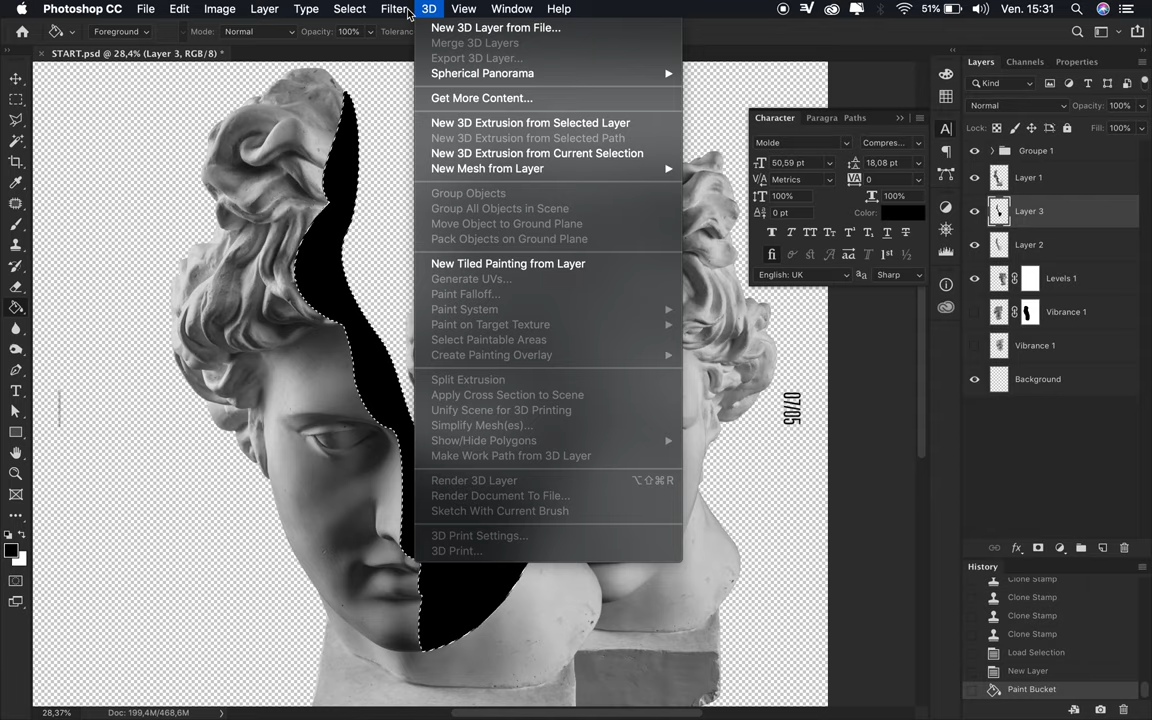 Photoshop CC File Edit Image Layer Type Select Filter 3D View Window Help 51% Ven. 15:31
Foreground Mode: Normal Opacity: 100% Tolerance
START.psd @ 28,4% (Layer 3, RGB/8) *
New 3D Layer from File...
Merge 3D Layers
Export 3D Layer...
Spherical Panorama
Get More Content...
New 3D Extrusion from Selected Layer
New 3D Extrusion from Selected Path
New 3D Extrusion from Current Selection
New Mesh from Layer
Group Objects
Group All Objects in Scene
Move Object to Ground Plane
Pack Objects on Ground Plane
New Tiled Painting from Layer
Generate UVs...
Paint Falloff...
Paint System
Paint on Target Texture
Select Paintable Areas
Create Painting Overlay
Split Extrusion
Apply Cross Section to Scene
Unify Scene for 3D Printing
Simplify Mesh(es)...
Show/Hide Polygons
Make Work Path from 3D Layer
Render 3D Layer ⌥⇧⌘R
Render Document To File...
Sketch With Current Brush
3D Print Settings...
3D Print...
Character Paragra Paths
Molde Compres...
50,59 pt 18,08 pt
Metrics 0
100% 100%
0 pt Color:
English: UK Sharp
07/05
Layers Channels Properties
Kind
Normal Opacity: 100%
Lock: Fill: 100%
Groupe 1
Layer 1
Layer 3
Layer 2
Levels 1
Vibrance 1
Vibrance 1
Background
History
Clone Stamp
Clone Stamp
Clone Stamp
Clone Stamp
Load Selection
New Layer
Paint Bucket
28,37% Doc: 199,4M/468,6M